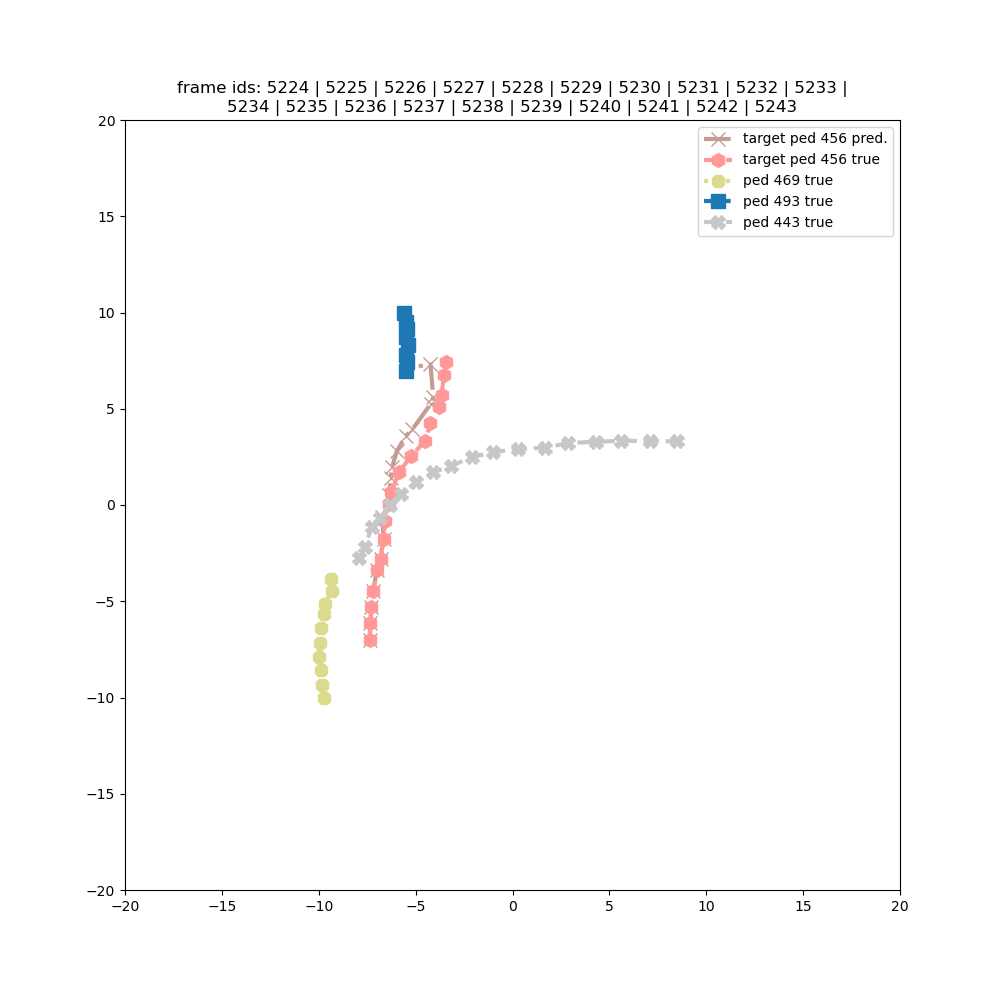 frame ids: 5224 | 5225 | 5226 | 5227 | 5228 | 5229 | 5230 | 5231 | 5232 | 5233 |
5234 | 5235 | 5236 | 5237 | 5238 | 5239 | 5240 | 5241 | 5242 | 5243
target ped 456 pred.
target ped 456 true
ped 469 true
ped 493 true
ped 443 true
20
15
10
5
0
−5
−10
−15
−20
−20 −15 −10 −5 0 5 10 15 20